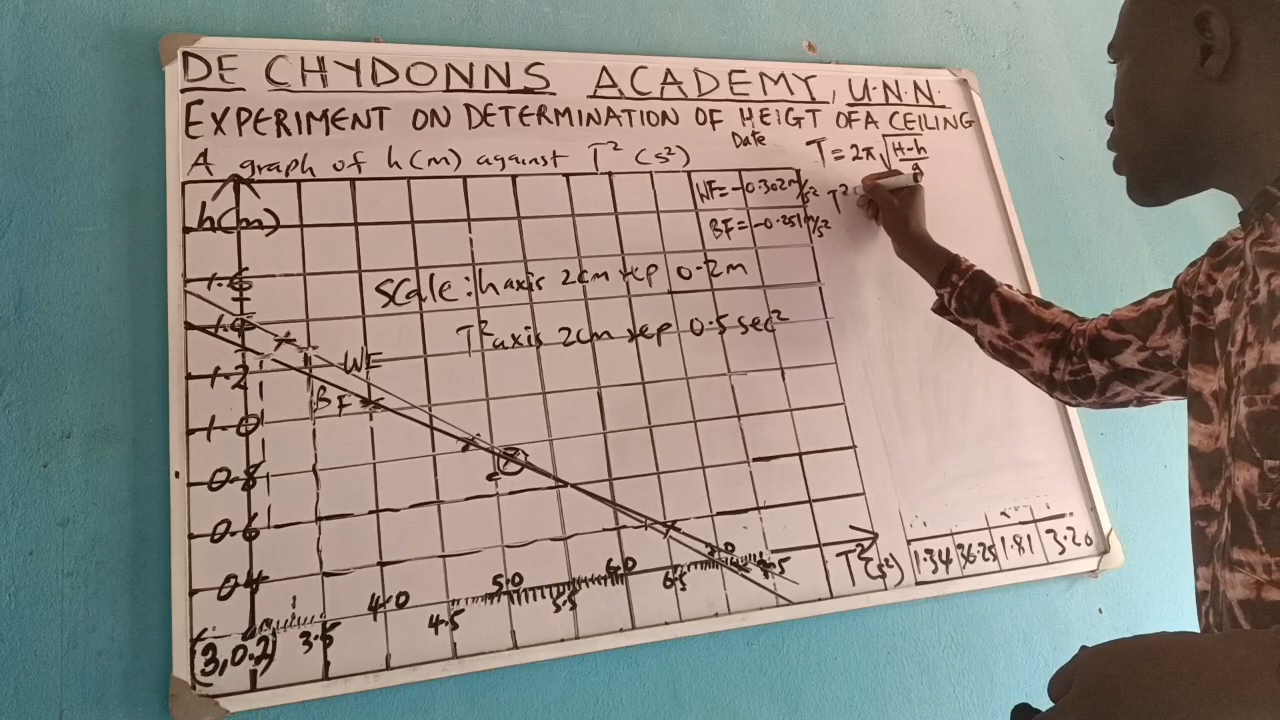 DE CHYDONNS ACADEMY, U.N.N.
EXPERIMENT ON DETERMINATION OF HEIGT OF A CEILING
Date
A graph of h(m) against T² (s²)
T = 2π √H-h/g
T²
WF = -0.302m/s²
BF = -0.251m/s²
h(m)
Scale: h axis 2cm rep 0.2m
T² axis 2cm rep 0.5 sec²
1.6
1.2
1.0
0.8
0.6
0.4
WF
BF
(3, 0.2)
3.5
4.0
4.5
5.0
5.5
6.0
6.5
7.0
7.5
T² (s²)
1.34 36.25 1.81 3.20